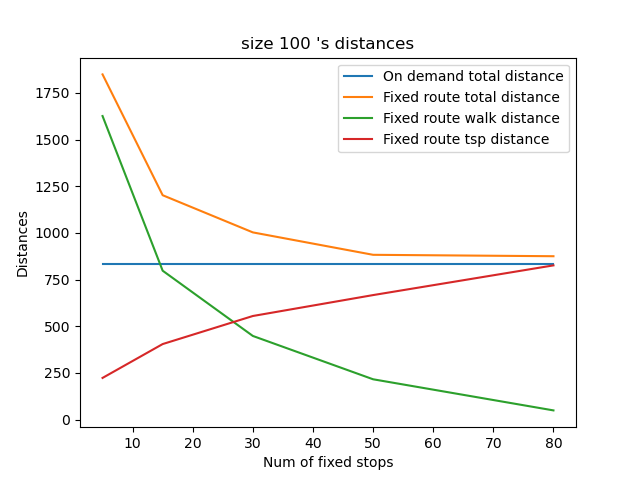 size 100 's distances
On demand total distance
Fixed route total distance
Fixed route walk distance
Fixed route tsp distance
Distances
1750
1500
1250
1000
750
500
250
0
10 20 30 40 50 60 70 80
Num of fixed stops